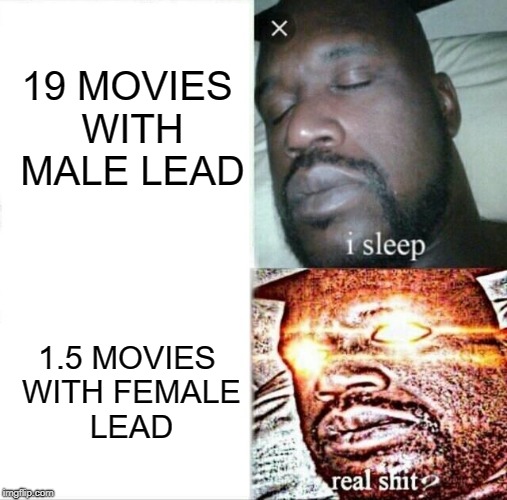 19 MOVIES
WITH
MALE LEAD
i sleep
1.5 MOVIES
WITH FEMALE
LEAD
real shit?
imgflip.com